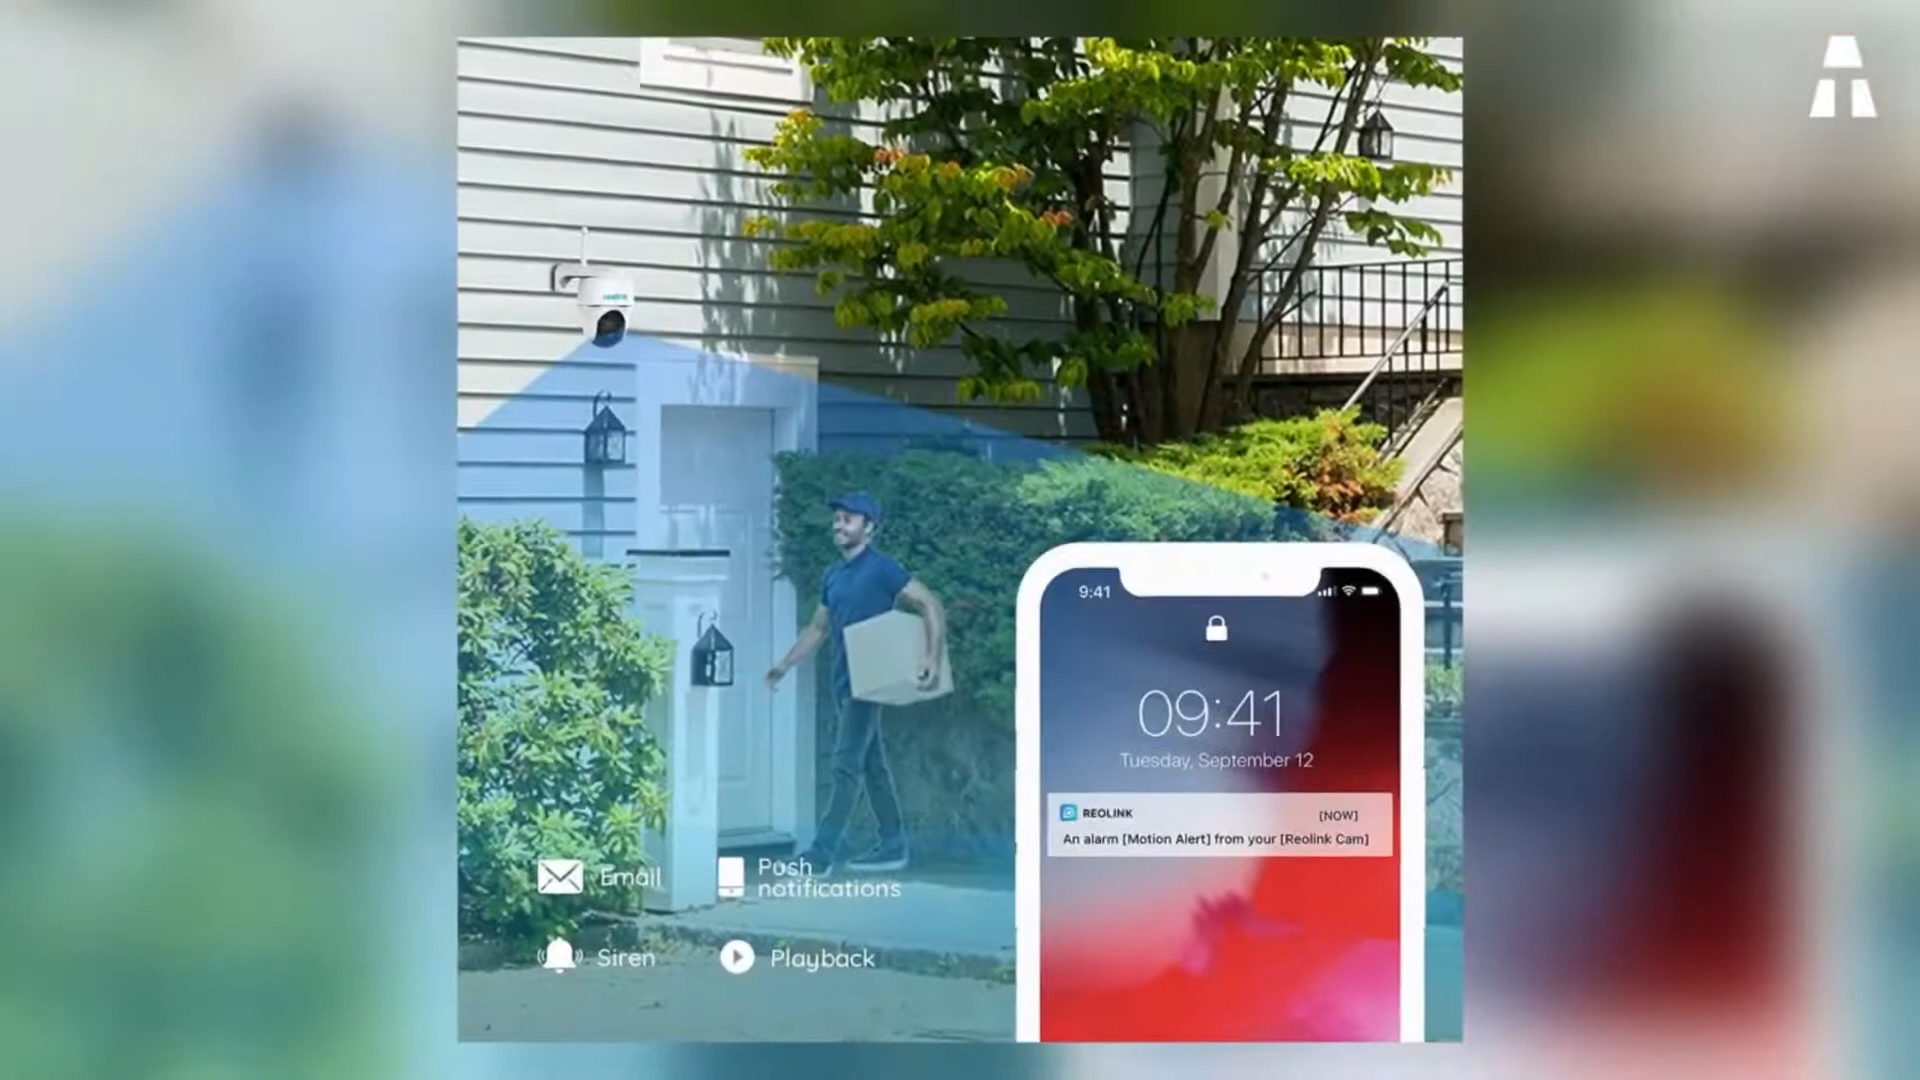 reolink
9:41
09:41
Tuesday, September 12
REOLINK
[NOW]
An alarm [Motion Alert] from your [Reolink Cam]
Email
Push
notifications
Siren
Playback